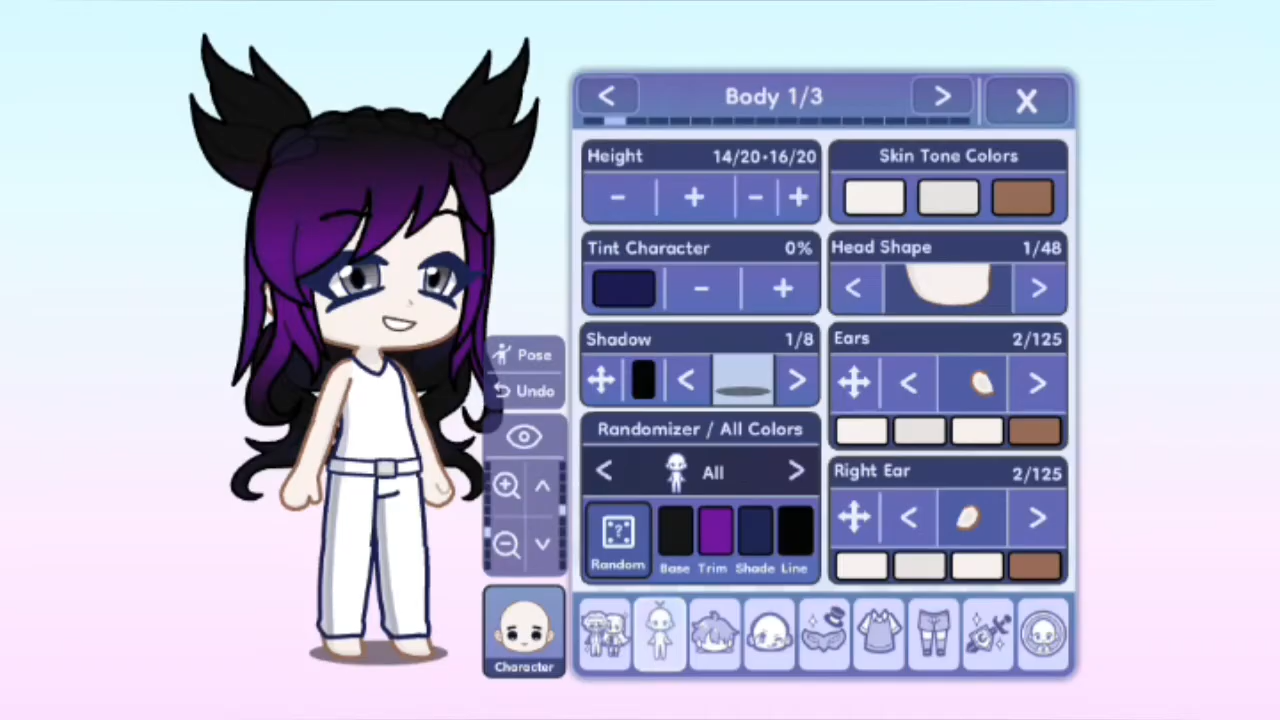 < Body 1/3 > X
Height 14/20•16/20
- + - +
Skin Tone Colors
Tint Character 0%
- +
Head Shape 1/48
< >
Shadow 1/8
< >
Ears 2/125
< >
Randomizer / All Colors
< All >
?
Random Base Trim Shade Line
Right Ear 2/125
< >
Pose
Undo
Character